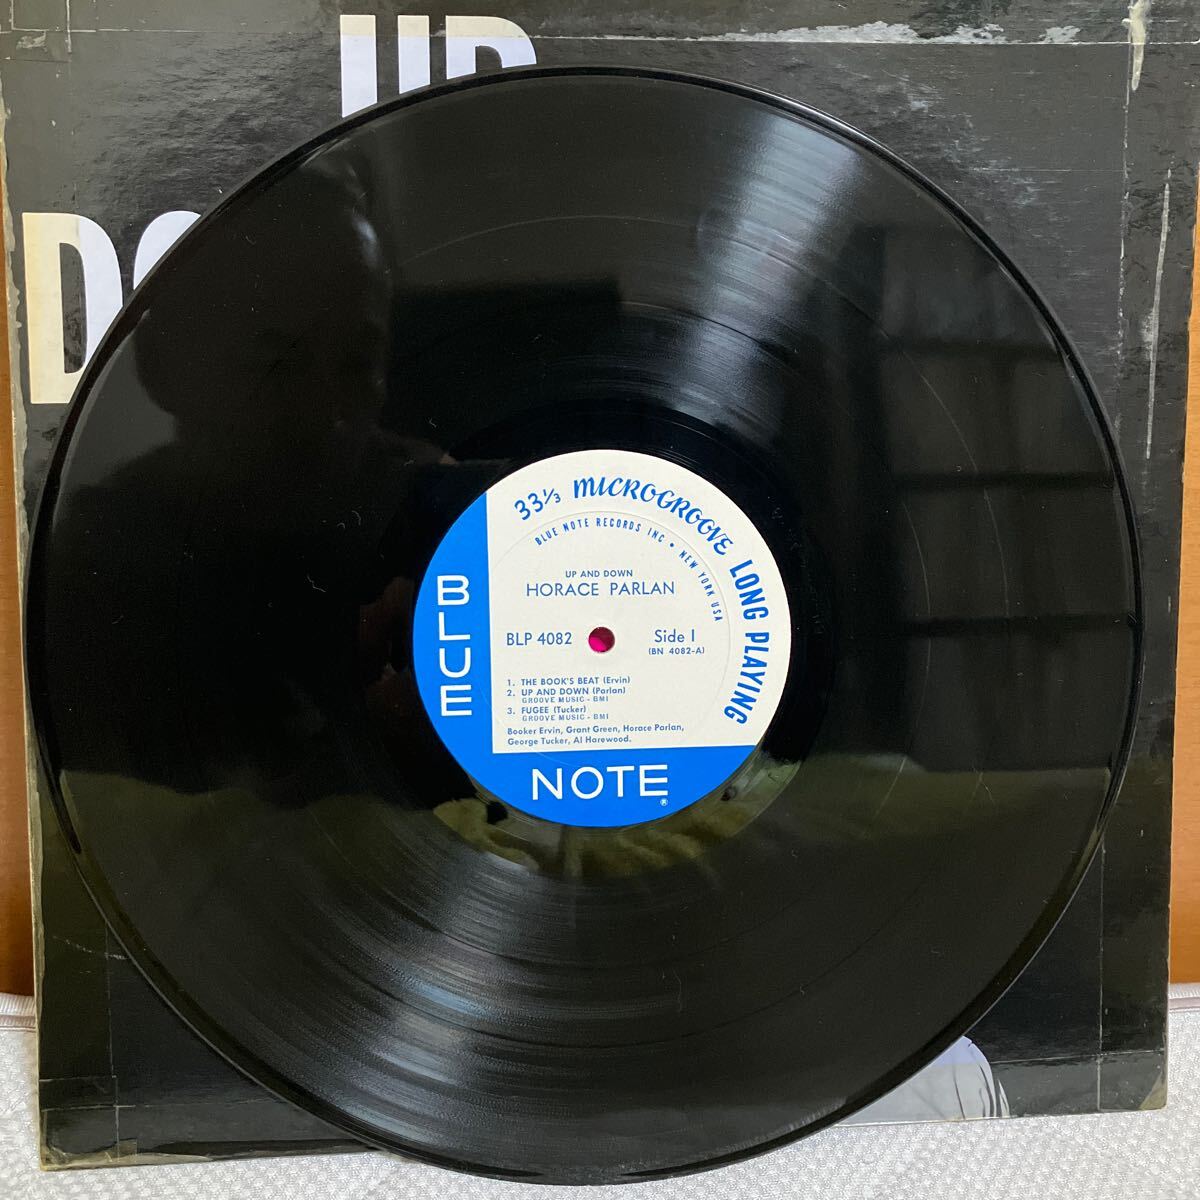 UP
33⅓ MICROGROOVE LONG PLAYING
BLUE NOTE RECORDS INC • NEW YORK USA
UP AND DOWN
HORACE PARLAN
BLP 4082
Side 1
(BN 4082-A)
1. THE BOOK'S BEAT (Ervin)
2. UP AND DOWN (Parlan)
GROOVE MUSIC - BMI
3. FUGEE (Tucker)
GROOVE MUSIC - BMI
Booker Ervin, Grant Green, Horace Parlan,
George Tucker, Al Harewood.
BLUE
NOTE®